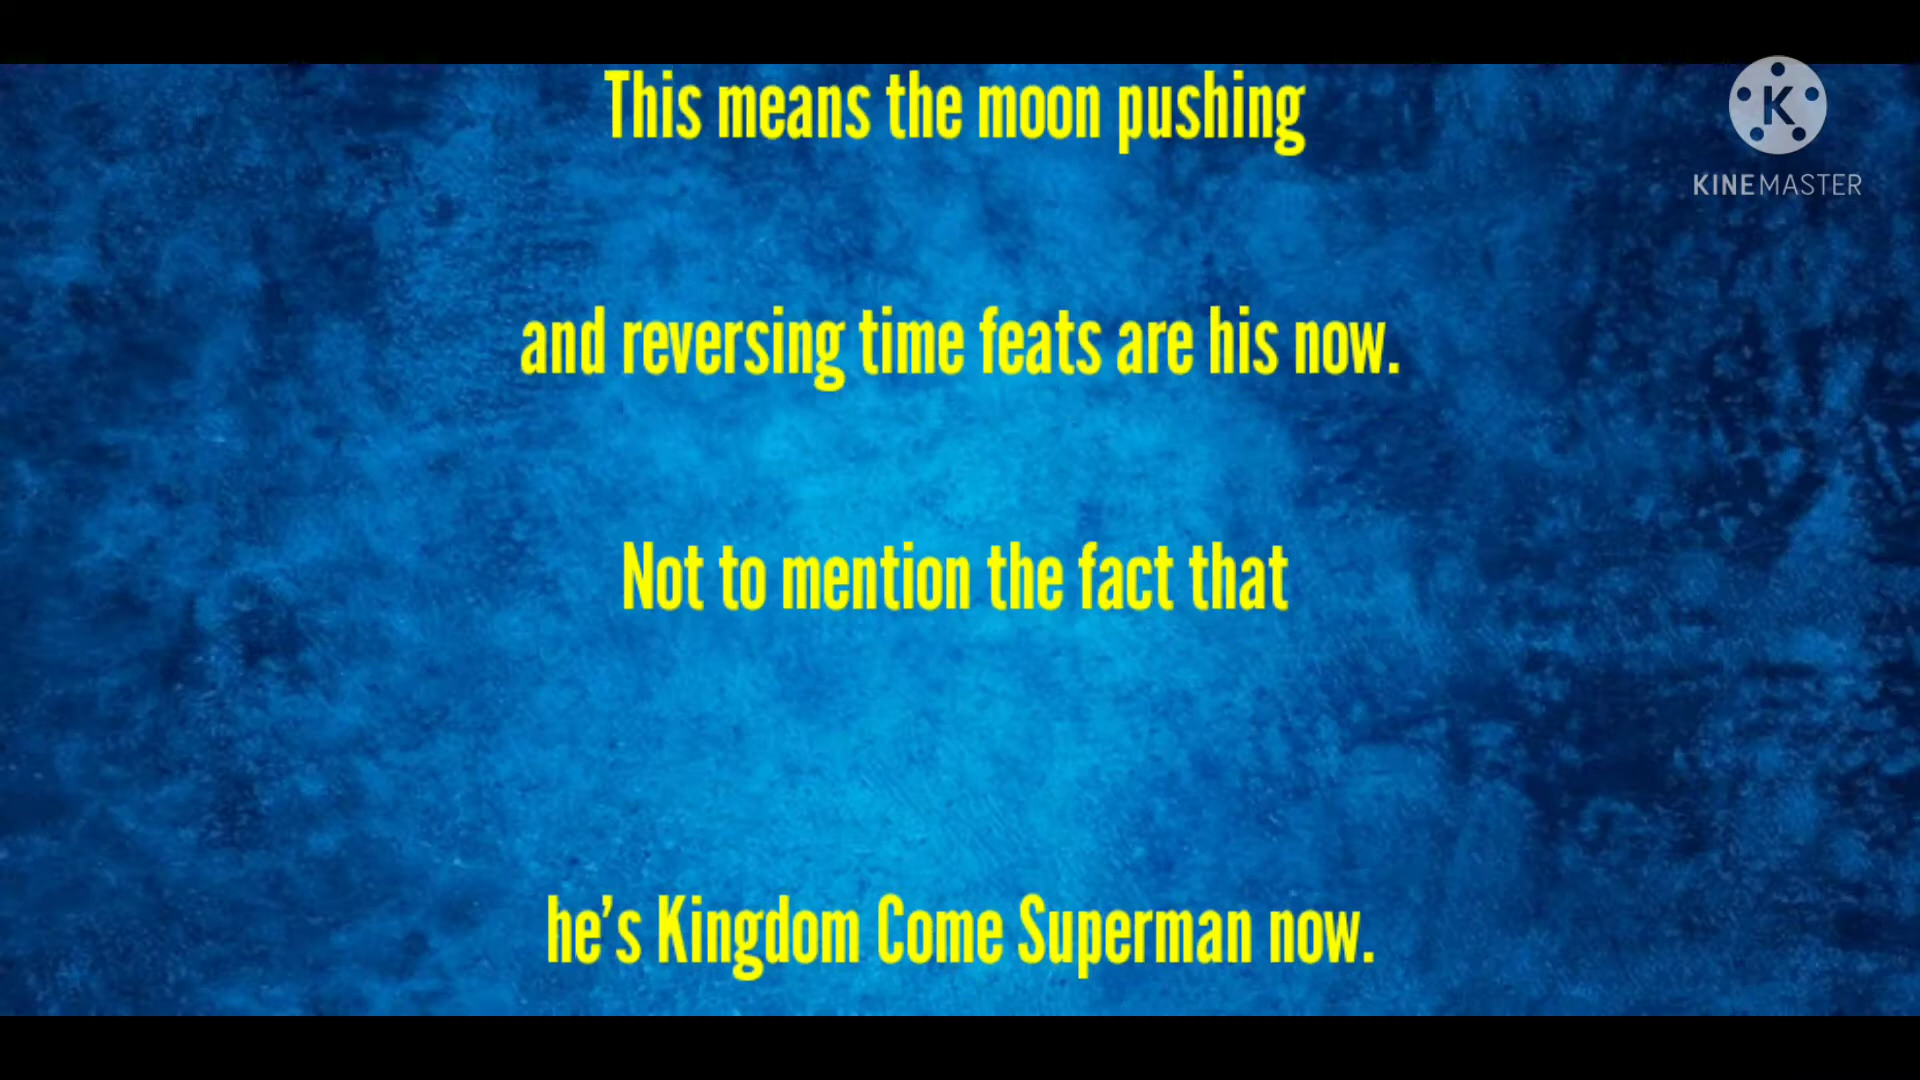 This means the moon pushing
K
KINEMASTER
and reversing time feats are his now.
Not to mention the fact that
he's Kingdom Come Superman now.